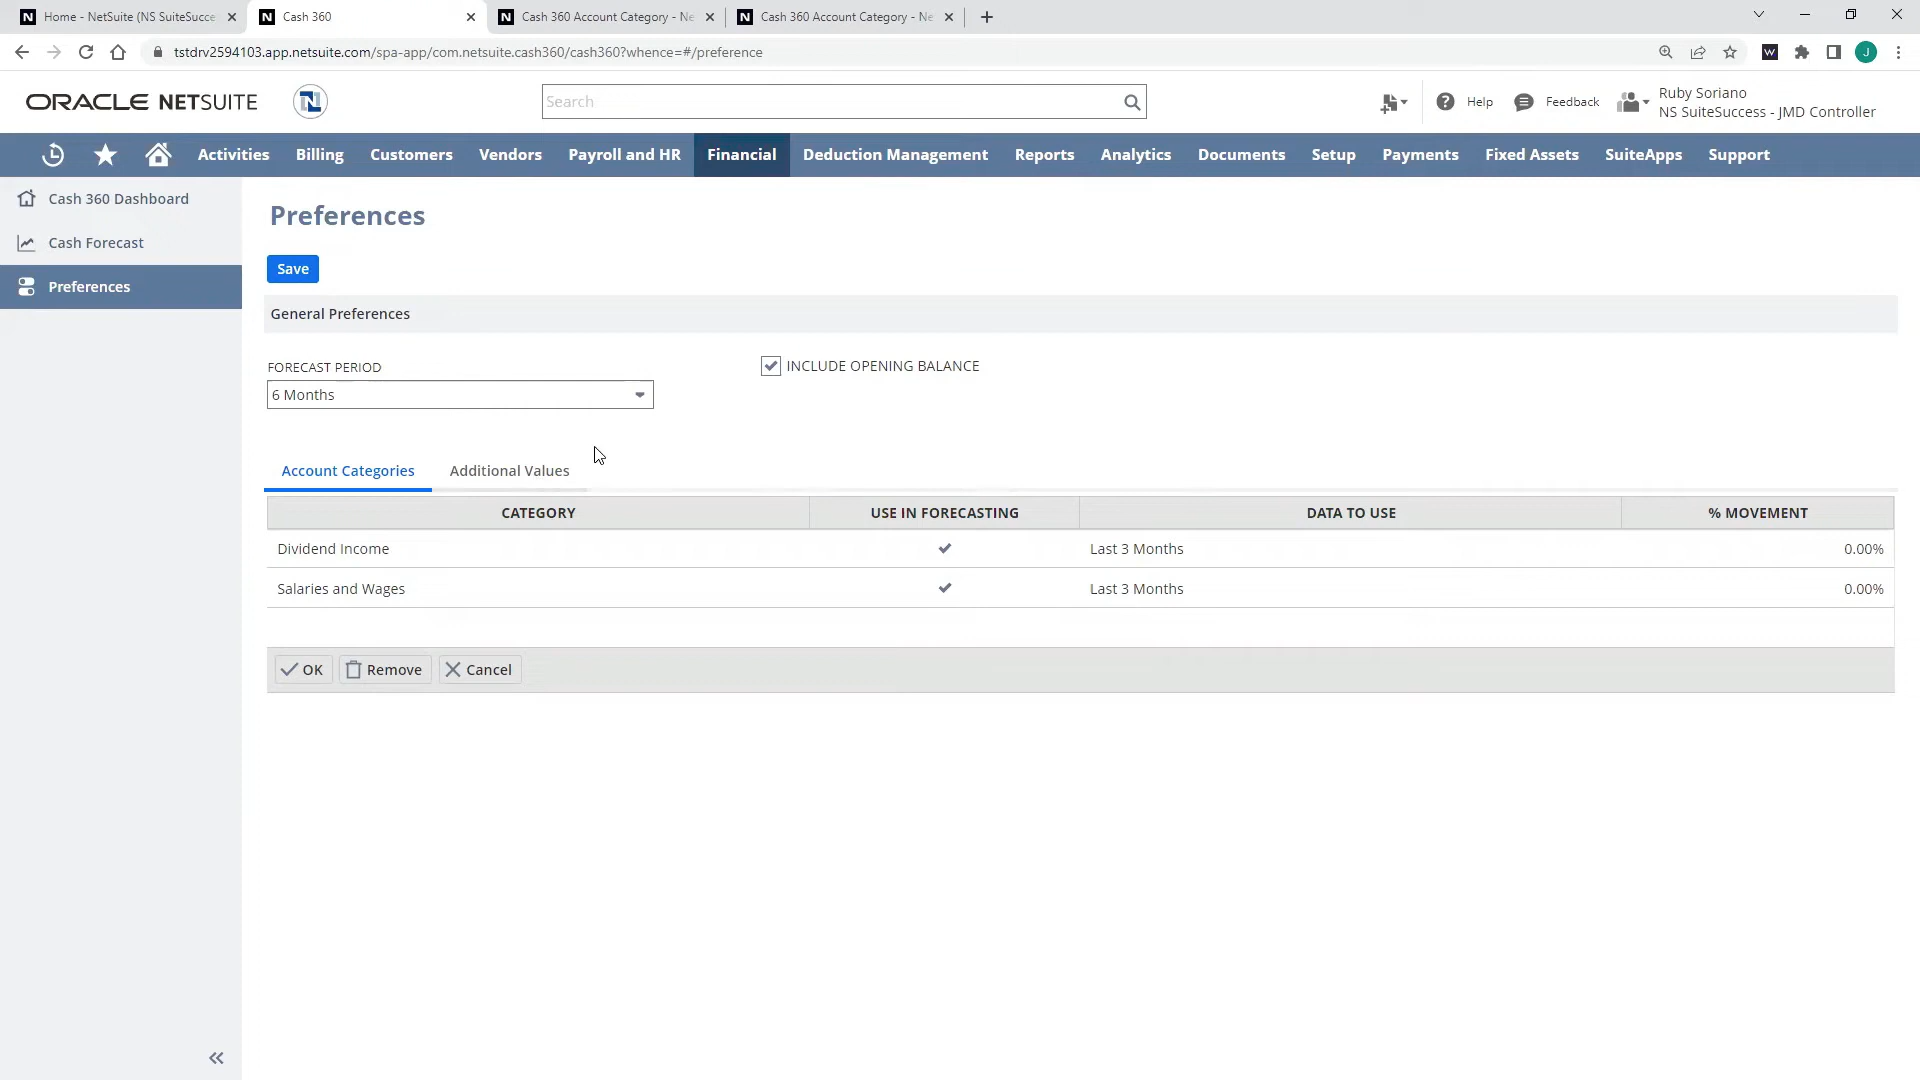 Home - NetSuite (NS SuiteSucce
Cash 360
Cash 360 Account Category - Ne
Cash 360 Account Category - Ne
tstdrv2594103.app.netsuite.com/spa-app/com.netsuite.cash360/cash360?whence=#/preference
J
ORACLE NETSUITE
Search
Help
Feedback
Ruby Soriano
NS SuiteSuccess - JMD Controller
Activities Billing Customers Vendors Payroll and HR Financial Deduction Management Reports Analytics Documents Setup Payments Fixed Assets SuiteApps Support
Cash 360 Dashboard
Cash Forecast
Preferences
Preferences
Save
General Preferences
FORECAST PERIOD
6 Months
INCLUDE OPENING BALANCE
Account Categories Additional Values
CATEGORY USE IN FORECASTING DATA TO USE % MOVEMENT
Dividend Income Last 3 Months 0.00%
Salaries and Wages Last 3 Months 0.00%
OK Remove Cancel